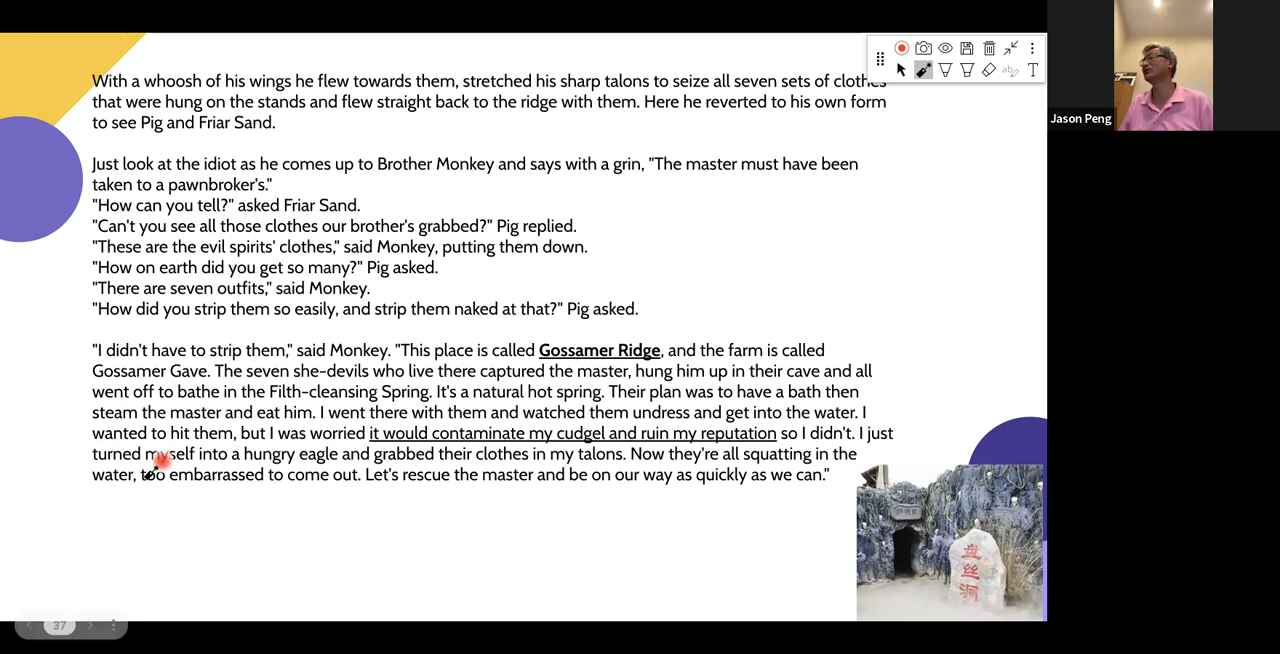 With a whoosh of his wings he flew towards them, stretched his sharp talons to seize all seven sets of clothes
that were hung on the stands and flew straight back to the ridge with them. Here he reverted to his own form
to see Pig and Friar Sand.
Just look at the idiot as he comes up to Brother Monkey and says with a grin, "The master must have been
taken to a pawnbroker's."
"How can you tell?" asked Friar Sand.
"Can't you see all those clothes our brother's grabbed?" Pig replied.
"These are the evil spirits' clothes," said Monkey, putting them down.
"How on earth did you get so many?" Pig asked.
"There are seven outfits," said Monkey.
"How did you strip them so easily, and strip them naked at that?" Pig asked.
"I didn't have to strip them," said Monkey. "This place is called Gossamer Ridge, and the farm is called
Gossamer Gave. The seven she-devils who live there captured the master, hung him up in their cave and all
went off to bathe in the Filth-cleansing Spring. It's a natural hot spring. Their plan was to have a bath then
steam the master and eat him. I went there with them and watched them undress and get into the water. I
wanted to hit them, but I was worried it would contaminate my cudgel and ruin my reputation so I didn't. I just
turned myself into a hungry eagle and grabbed their clothes in my talons. Now they're all squatting in the
water, too embarrassed to come out. Let's rescue the master and be on our way as quickly as we can."
盘丝洞
37
ab
T
Jason Peng